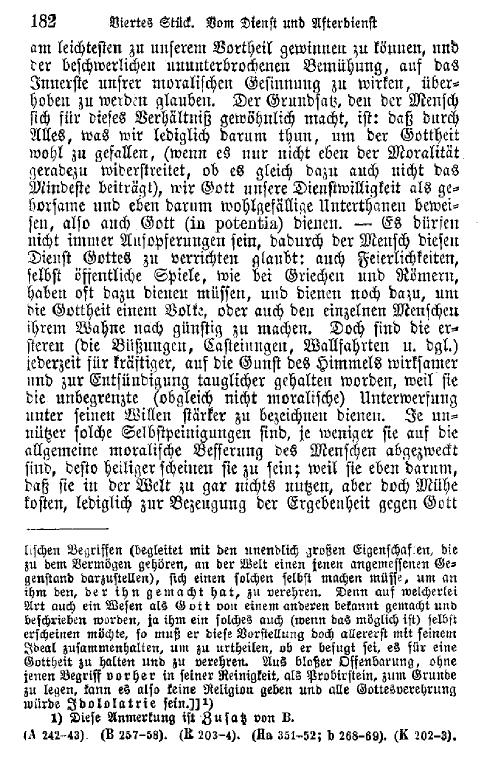 182 Viertes Stück. Vom Dienst und Afterdienst
am leichtesten zu unserem Vortheil gewinnen zu können, und
der beschwerlichen ununterbrochenen Bemühung, auf das
Innerste unsrer moralischen Gesinnung zu wirken, über-
hoben zu werden glauben. Der Grundsatz, den der Mensch
sich für dieses Verhältniß gewöhnlich macht, ist: daß durch
Alles, was wir lediglich darum thun, um der Gottheit
wohl zu gefallen, (wenn es nur nicht eben der Moralität
geradezu widerstreitet, ob es gleich dazu auch nicht das
Mindeste beiträgt), wir Gott unsere Dienstwilligkeit als ge-
horsame und eben darum wohlgefällige Unterthanen bewei-
sen, also auch Gott (in potentia) dienen. — Es dürfen
nicht immer Aufopferungen sein, dadurch der Mensch diesen
Dienst Gottes zu verrichten glaubt: auch Feierlichkeiten,
selbst öffentliche Spiele, wie bei Griechen und Römern,
haben oft dazu dienen müssen, und dienen noch dazu, um
die Gottheit einem Volke, oder auch den einzelnen Menschen
ihrem Wahne nach günstig zu machen. Doch sind die er-
steren (die Büßungen, Casteiungen, Wallfahrten u. dgl.)
jederzeit für kräftiger, auf die Gunst des Himmels wirksamer
und zur Entsündigung tauglicher gehalten worden, weil sie
die unbegrenzte (obgleich nicht moralische) Unterwerfung
unter seinen Willen stärker zu bezeichnen dienen. Je un-
nützer solche Selbstpeinigungen sind, je weniger sie auf die
allgemeine moralische Besserung des Menschen abgezweckt
sind, desto heiliger scheinen sie zu sein; weil sie eben darum,
daß sie in der Welt zu gar nichts nutzen, aber doch Mühe
kosten, lediglich zur Bezeugung der Ergebenheit gegen Gott
lischen Begriffen (begleitet mit den unendlich großen Eigenschaften, die
zu dem Vermögen gehören, an der Welt einen jenen angemessenen Ge-
genstand darzustellen), sich einen solchen selbst machen müsse, um an
ihm den, der ihn gemacht hat, zu verehren. Denn auf welcherlei
Art auch ein Wesen als Gott von einem anderen bekannt gemacht und
beschrieben worden, ja ihm ein solches auch (wenn das möglich ist) selbst
erscheinen möchte, so muß er diese Vorstellung doch allererst mit seinem
Ideal zusammenhalten, um zu urtheilen, ob er befugt sei, es für eine
Gottheit zu halten und zu verehren. Aus bloßer Offenbarung, ohne
jenen Begriff vorher in seiner Reinigkeit, als Probirstein, zum Grunde
zu legen, kann es also keine Religion geben und alle Gottesverehrung
würde Idololatrie sein.]]1)
1) Diese Anmerkung ist Zusatz von B.
(A 242-43). (B 257-58). (R 203-4). (Ha 351-52; b 268-69). (K 202-3).